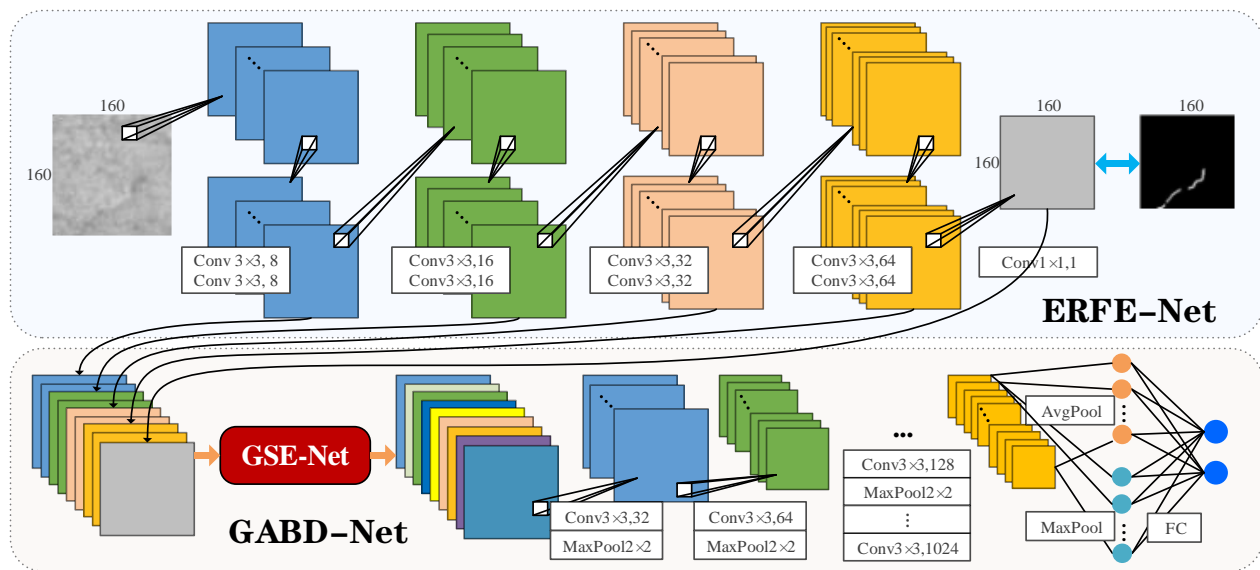 160
160
160
160
160
Conv 3×3, 8
Conv 3×3, 8
Conv3×3,16
Conv3×3,16
Conv3×3,32
Conv3×3,32
Conv3×3,64
Conv3×3,64
Conv1×1,1
ERFE-Net
GSE-Net
GABD-Net
Conv3×3,32
MaxPool2×2
Conv3×3,64
MaxPool2×2
...
Conv3×3,128
MaxPool2×2
⋮
Conv3×3,1024
AvgPool
MaxPool
FC